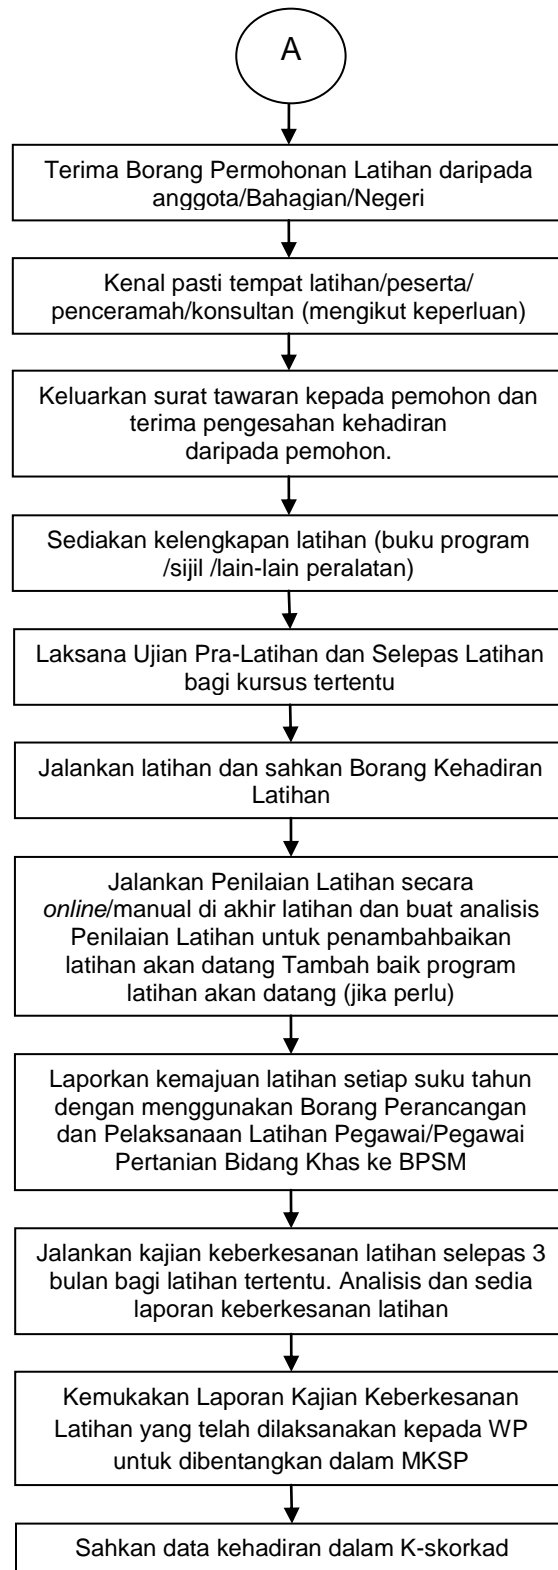 A
Terima Borang Permohonan Latihan daripada
anggota/Bahagian/Negeri
Kenal pasti tempat latihan/peserta/
penceramah/konsultan (mengikut keperluan)
Keluarkan surat tawaran kepada pemohon dan
terima pengesahan kehadiran
daripada pemohon.
Sediakan kelengkapan latihan (buku program
/sijil /lain-lain peralatan)
Laksana Ujian Pra-Latihan dan Selepas Latihan
bagi kursus tertentu
Jalankan latihan dan sahkan Borang Kehadiran
Latihan
Jalankan Penilaian Latihan secara
online/manual di akhir latihan dan buat analisis
Penilaian Latihan untuk penambahbaikan
latihan akan datang Tambah baik program
latihan akan datang (jika perlu)
Laporkan kemajuan latihan setiap suku tahun
dengan menggunakan Borang Perancangan
dan Pelaksanaan Latihan Pegawai/Pegawai
Pertanian Bidang Khas ke BPSM
Jalankan kajian keberkesanan latihan selepas 3
bulan bagi latihan tertentu. Analisis dan sedia
laporan keberkesanan latihan
Kemukakan Laporan Kajian Keberkesanan
Latihan yang telah dilaksanakan kepada WP
untuk dibentangkan dalam MKSP
Sahkan data kehadiran dalam K-skorkad